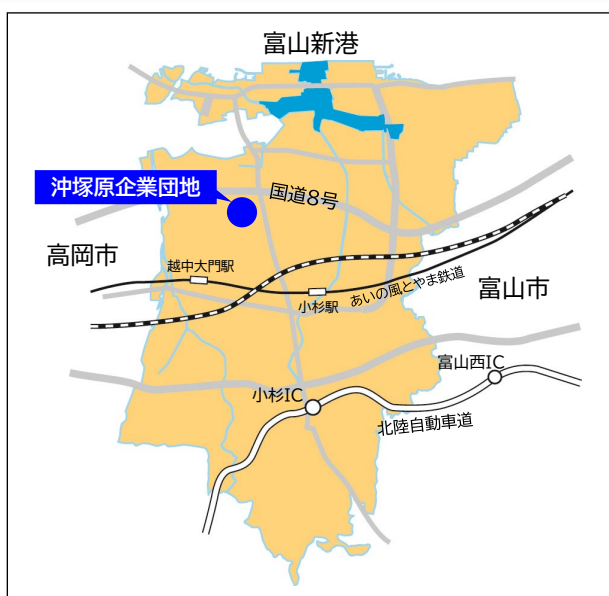 富山新港
沖塚原企業団地
国道8号
高岡市
越中大門駅
小杉駅
あいの風とやま鉄道
富山市
富山西IC
小杉IC
北陸自動車道